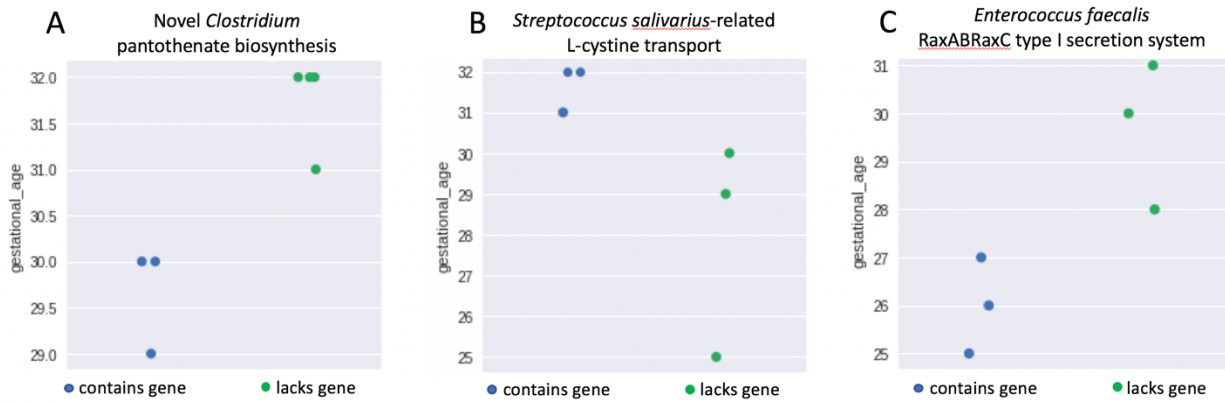 A
Novel Clostridium
pantothenate biosynthesis
32.0
31.5
31.0
30.5
30.0
29.5
29.0
gestational_age
contains gene
lacks gene
B
Streptococcus salivarius-related
L-cystine transport
32
31
30
29
28
27
26
25
gestational_age
contains gene
lacks gene
C
Enterococcus faecalis
RaxABRaxC type I secretion system
31
30
29
28
27
26
25
gestational_age
contains gene
lacks gene